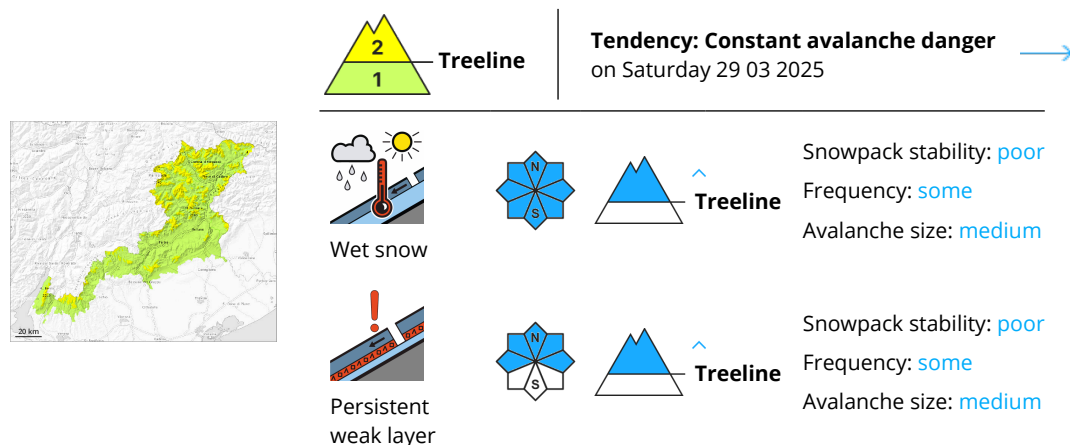 2
1
Treeline
Tendency: Constant avalanche danger
on Saturday 29 03 2025
20 km
Wet snow
N
S
Treeline
Snowpack stability: poor
Frequency: some
Avalanche size: medium
Persistent
weak layer
N
S
Treeline
Snowpack stability: poor
Frequency: some
Avalanche size: medium